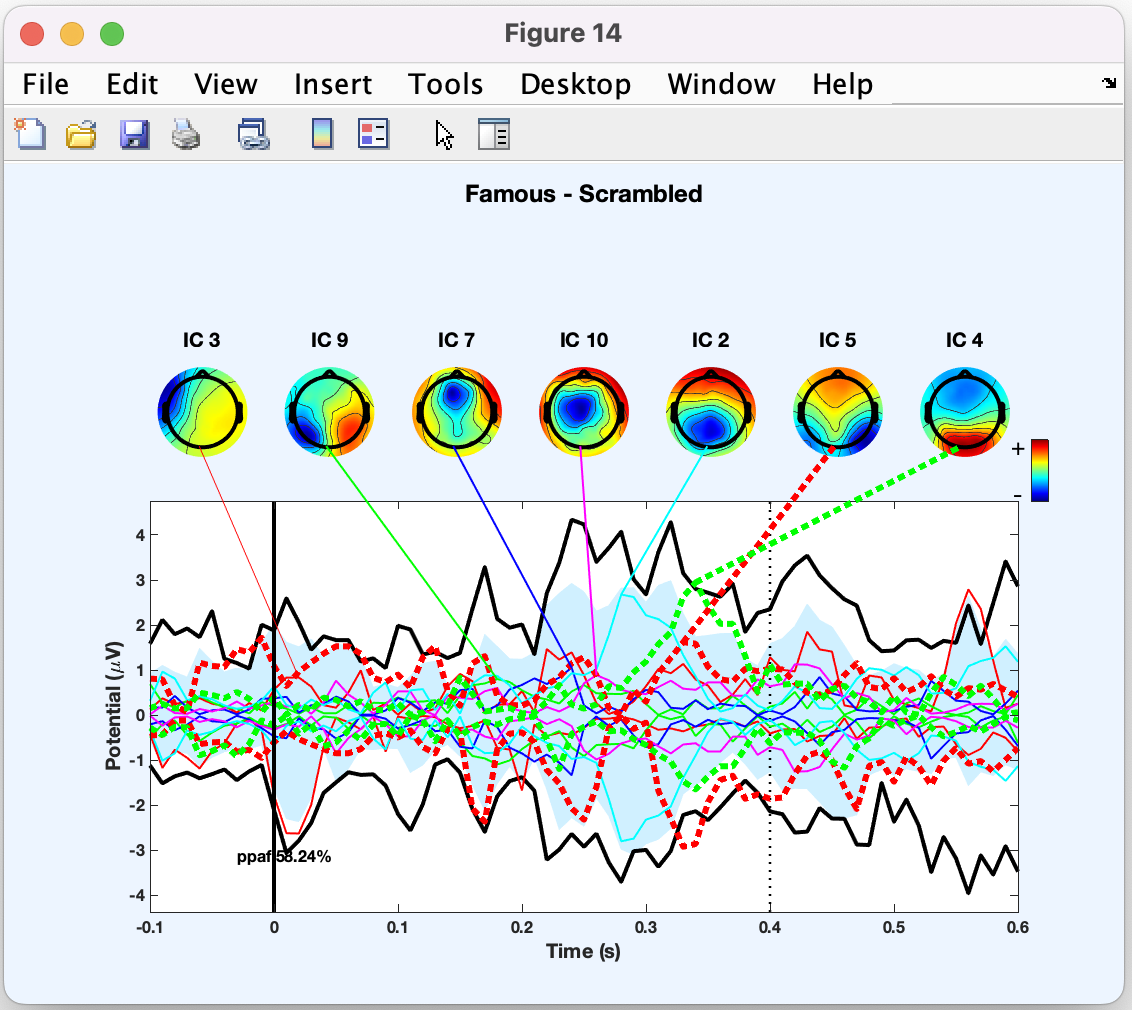 Figure 14
File Edit View Insert Tools Desktop Window Help
Famous - Scrambled
IC 3 IC 9 IC 7 IC 10 IC 2 IC 5 IC 4
+
-
4
3
2
1
0
-1
-2
-3
-4
Potential (μV)
ppaf 58.24%
-0.1 0 0.1 0.2 0.3 0.4 0.5 0.6
Time (s)